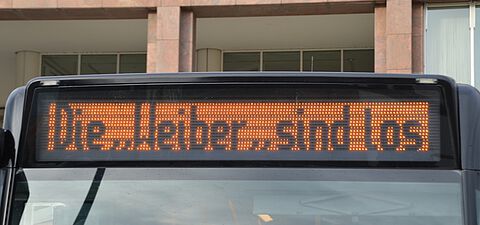 Die „Weiber„ sind los